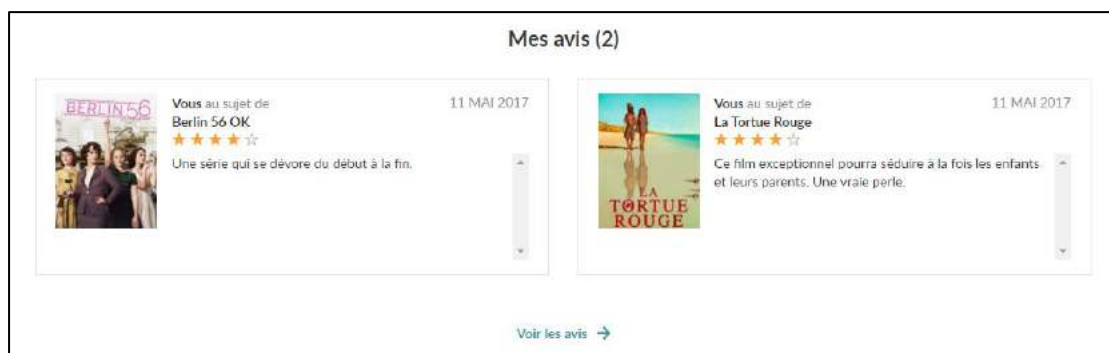 Mes avis (2)
BERLIN 56
Vous au sujet de
11 MAI 2017
Berlin 56 OK
Une série qui se dévore du début à la fin.
LA
TORTUE
ROUGE
Vous au sujet de
11 MAI 2017
La Tortue Rouge
Ce film exceptionnel pourra séduire à la fois les enfants
et leurs parents. Une vraie perle.
Voir les avis →